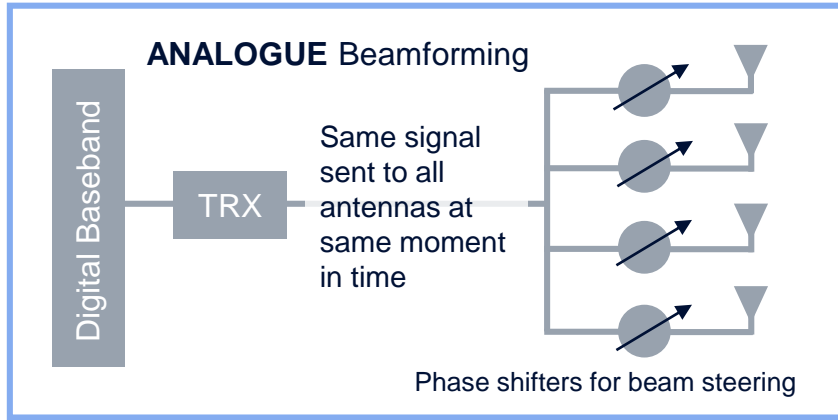 ANALOGUE Beamforming
Digital Baseband
TRX
Same signal
sent to all
antennas at
same moment
in time
Phase shifters for beam steering